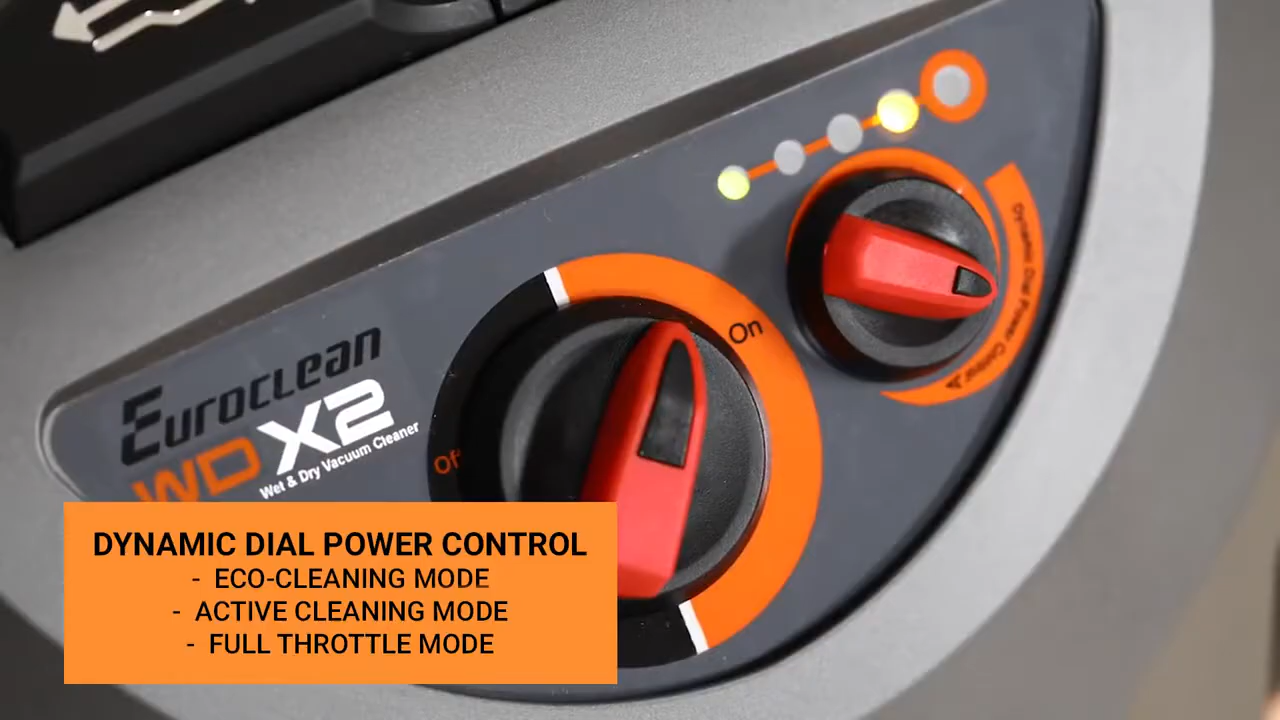 EUROCLEAN
WD X2
Wet & Dry Vacuum Cleaner
On
Off
Dynamic Dial Power Control
DYNAMIC DIAL POWER CONTROL
- ECO-CLEANING MODE
- ACTIVE CLEANING MODE
- FULL THROTTLE MODE